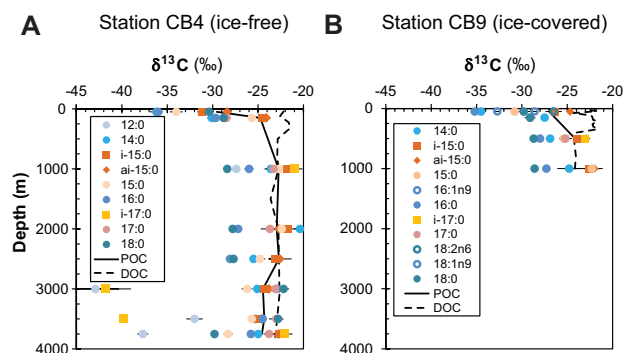 A Station CB4 (ice-free)
B Station CB9 (ice-covered)
δ¹³C (‰)
δ¹³C (‰)
-45 -40 -35 -30 -25 -20
-45 -40 -35 -30 -25 -20
Depth (m)
0
1000
2000
3000
4000
12:0
14:0
i-15:0
ai-15:0
15:0
16:0
i-17:0
17:0
18:0
POC
DOC
0
1000
2000
3000
4000
14:0
i-15:0
ai-15:0
15:0
16:1n9
16:0
i-17:0
17:0
18:2n6
18:1n9
18:0
POC
DOC